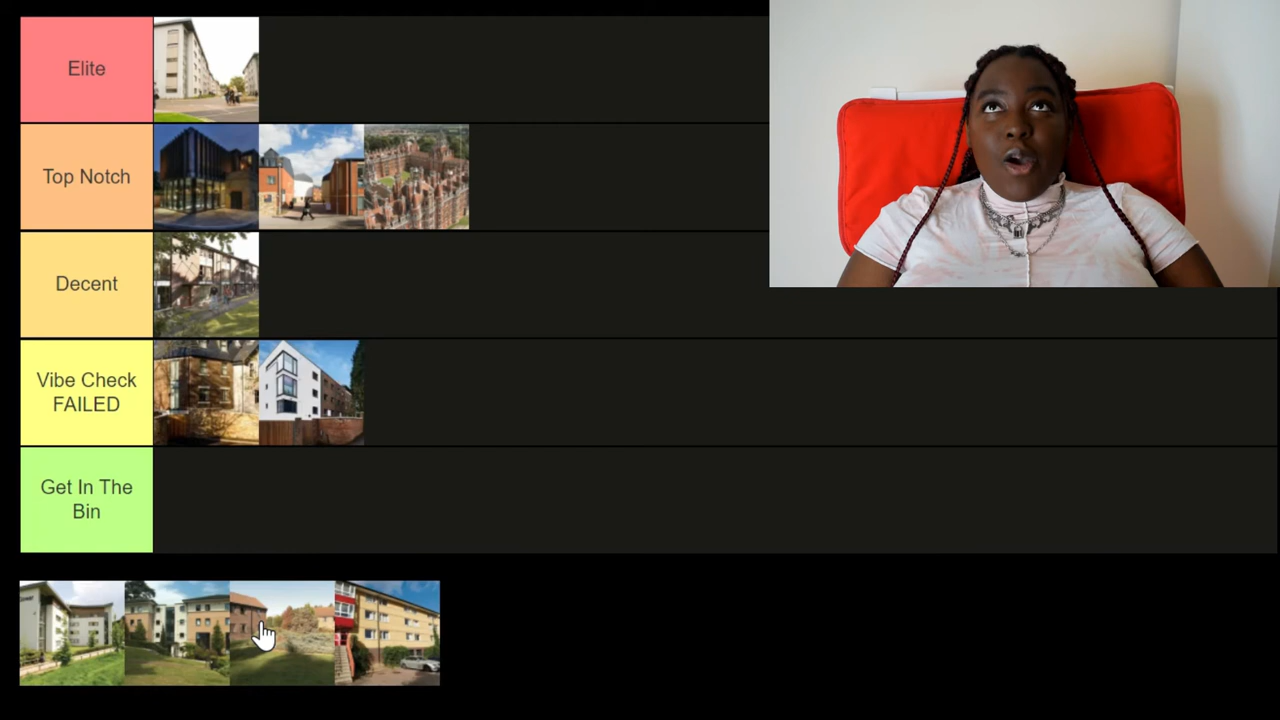 Elite
Top Notch
Decent
Vibe Check
FAILED
Get In The
Bin